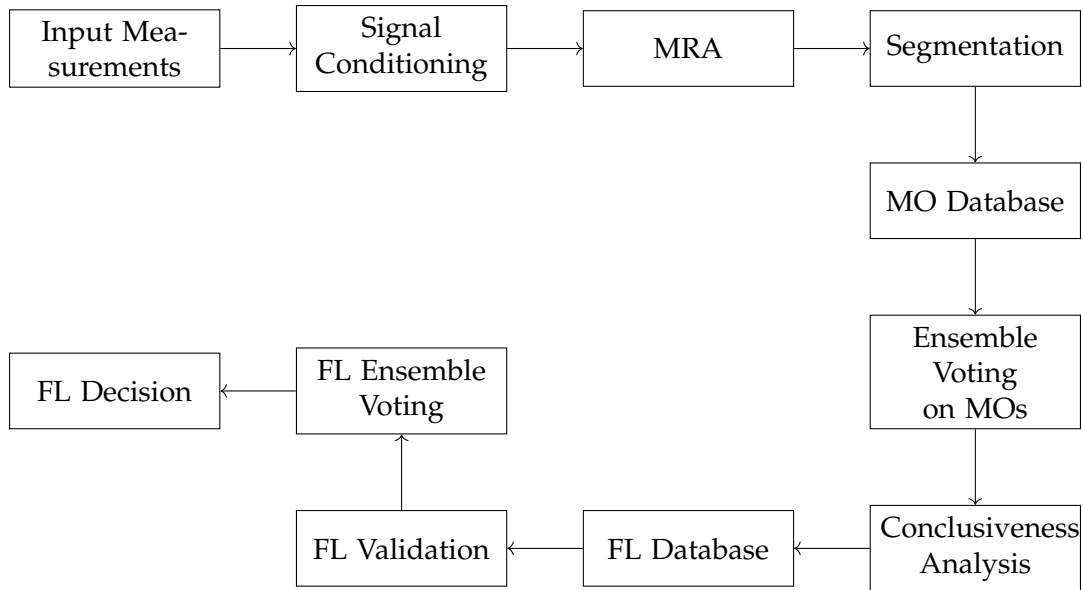 Input Mea-
surements
Signal
Conditioning
MRA
Segmentation
MO Database
Ensemble
Voting
on MOs
Conclusiveness
Analysis
FL Database
FL Validation
FL Ensemble
Voting
FL Decision